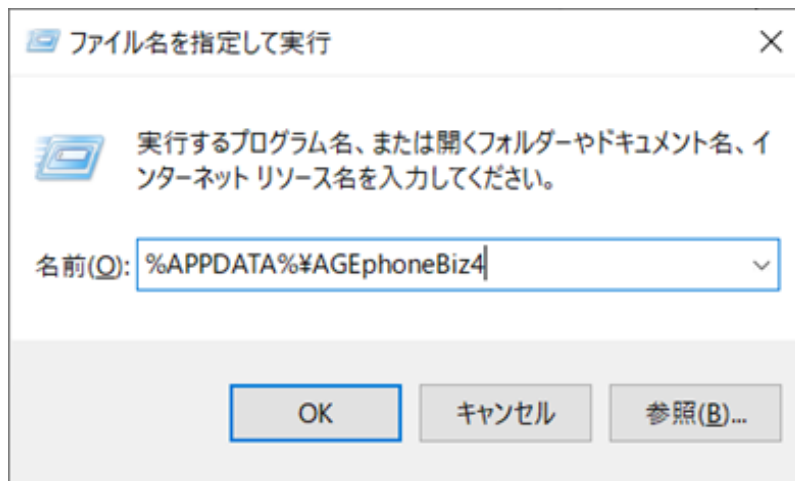 ファイル名を指定して実行
実行するプログラム名、または開くフォルダーやドキュメント名、イ
ンターネット リソース名を入力してください。
名前(O): %APPDATA%¥AGEphoneBiz4
OK キャンセル 参照(B)...